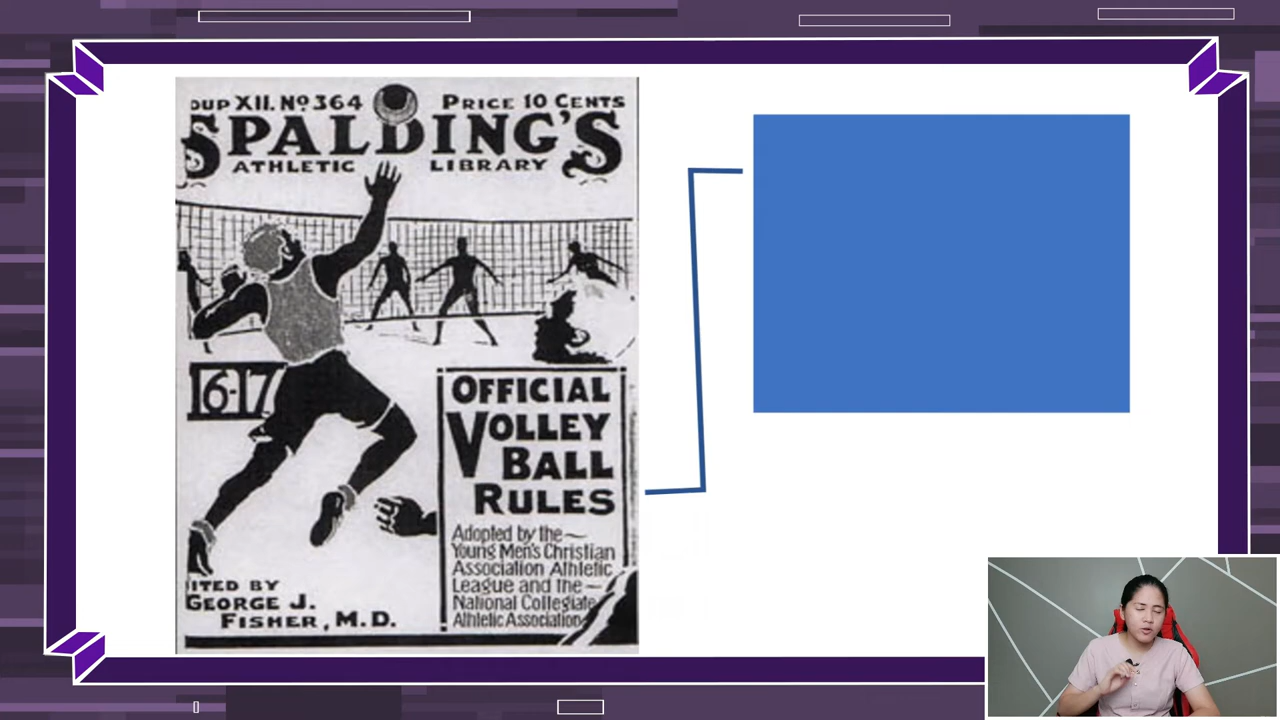 OUP XII. No 364
PRICE 10 CENTS
SPALDING'S
ATHLETIC LIBRARY
16-17
OFFICIAL
VOLLEY
BALL
RULES
Adopted by the
Young Men's Christian
Association Athletic
League and the
National Collegiate
Athletic Association
ITED BY
GEORGE J.
FISHER, M.D.